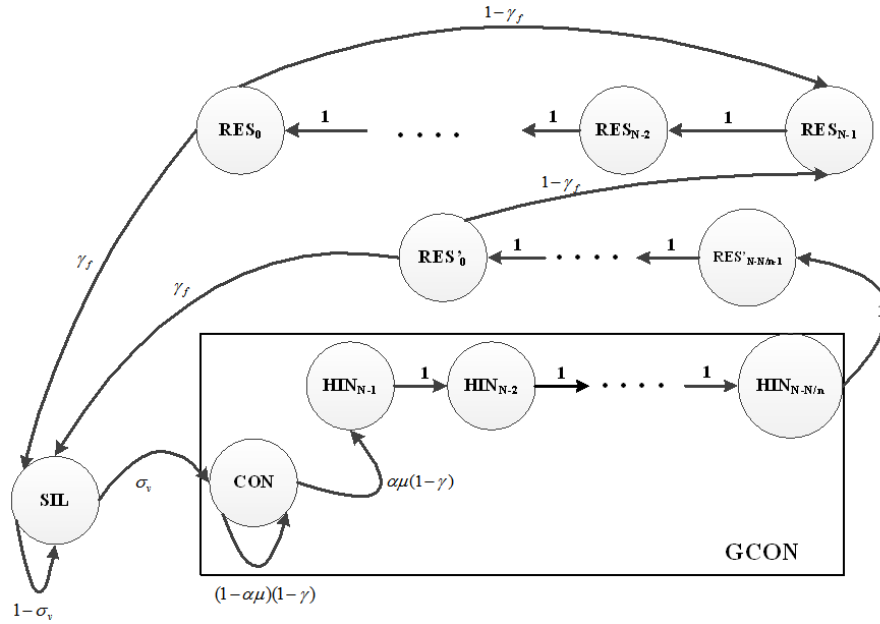 1−γf
RES0
1
. . . .
1
RESN-2
1
RESN-1
1−γf
γf
RES'0
1
. . . .
1
RES'N-N/n-1
γf
HINN-1
1
HINN-2
1
. . . .
1
HINN-N/n
σv
CON
αμ(1−γ)
SIL
GCON
(1−αμ)(1−γ)
1−σv